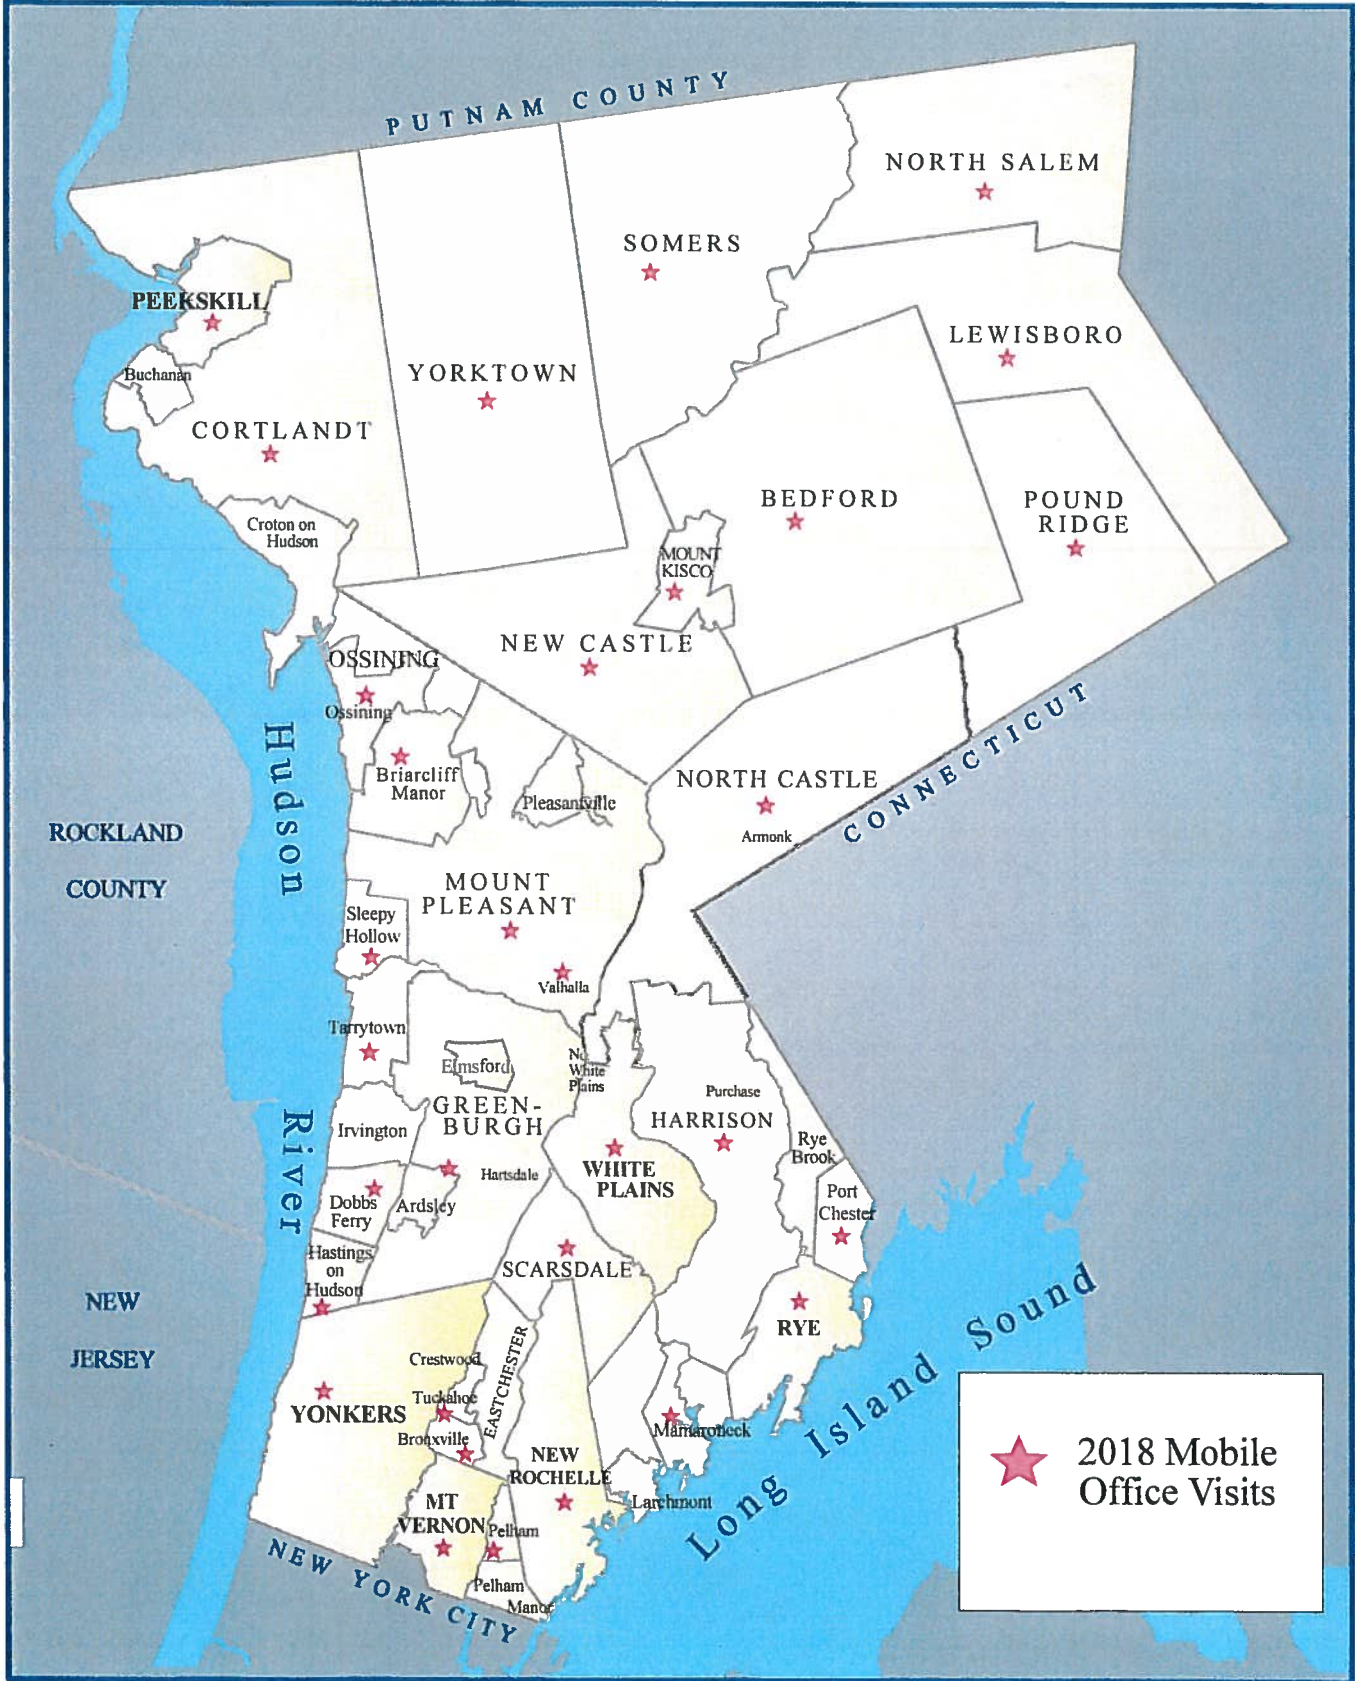 PUTNAM COUNTY
NORTH SALEM
SOMERS
PEEKSKILL
LEWISBORO
Buchanan
YORKTOWN
CORTLANDT
BEDFORD
POUND
RIDGE
Croton on
Hudson
MOUNT
KISCO
NEW CASTLE
OSSINING
Ossining
CONNECTICUT
Hudson
Briarcliff
Manor
Pleasantville
NORTH CASTLE
Armonk
ROCKLAND
COUNTY
MOUNT
PLEASANT
Sleepy
Hollow
Valhalla
Tarrytown
Elmsford
No
White
Plains
Purchase
GREEN-
BURGH
HARRISON
River
Irvington
Rye
Brook
Hartsdale
WHITE
PLAINS
Dobbs
Ferry
Ardsley
Port
Chester
Hastings
on
Hudson
SCARSDALE
NEW
JERSEY
RYE
Long Island Sound
Crestwood
EASTCHESTER
Tuckahoe
YONKERS
Bronxville
Mamaroneck
NEW
ROCHELLE
2018 Mobile
Office Visits
Larchmont
MT
VERNON
Pelham
Pelham
Manor
NEW YORK CITY